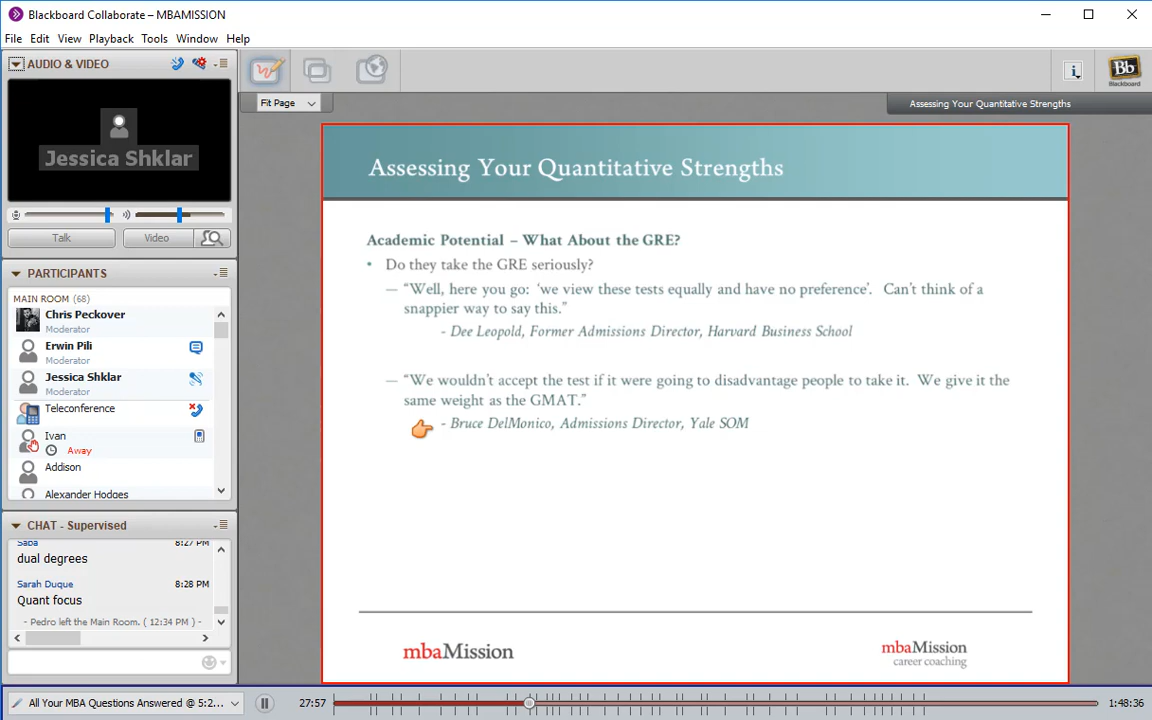 Blackboard Collaborate – MBAMISSION
File Edit View Playback Tools Window Help
AUDIO & VIDEO
Jessica Shklar
Talk Video
PARTICIPANTS
MAIN ROOM (68)
Chris Peckover
Moderator
Erwin Pili
Moderator
Jessica Shklar
Moderator
Teleconference
Ivan
Away
Addison
Alexander Hodges
CHAT - Supervised
Saba 8:27 PM
dual degrees
Sarah Duque 8:28 PM
Quant focus
- Pedro left the Main Room. ( 12:34 PM ) -
Fit Page
Assessing Your Quantitative Strengths
Bb
Blackboard
Assessing Your Quantitative Strengths
Academic Potential – What About the GRE?
• Do they take the GRE seriously?
— “Well, here you go: ‘we view these tests equally and have no preference’. Can’t think of a
snappier way to say this.”
- Dee Leopold, Former Admissions Director, Harvard Business School
— “We wouldn’t accept the test if it were going to disadvantage people to take it. We give it the
same weight as the GMAT.”
- Bruce DelMonico, Admissions Director, Yale SOM
mbaMission
mbaMission
career coaching
All Your MBA Questions Answered @ 5:2...
27:57
1:48:36